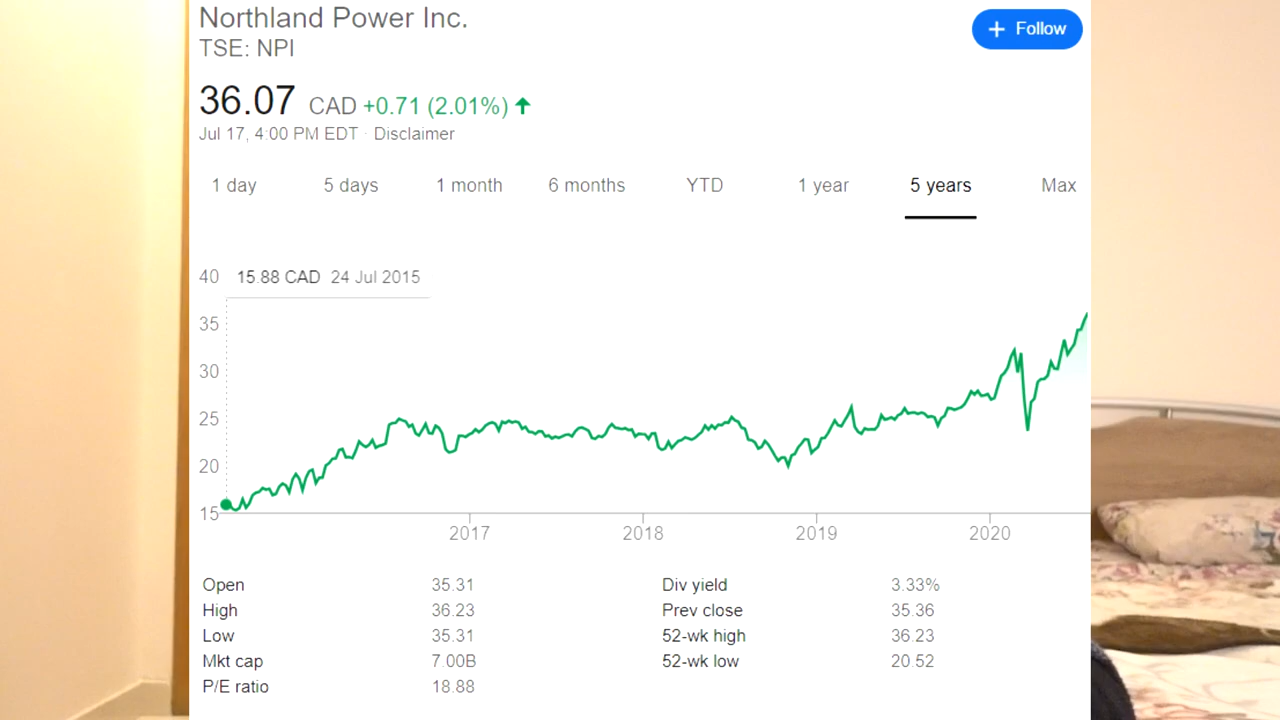 Northland Power Inc.
TSE: NPI
+ Follow
36.07 CAD +0.71 (2.01%)
Jul 17, 4:00 PM EDT · Disclaimer
1 day 5 days 1 month 6 months YTD 1 year 5 years Max
40 15.88 CAD 24 Jul 2015
35
30
25
20
15
2017 2018 2019 2020
Open 35.31 Div yield 3.33%
High 36.23 Prev close 35.36
Low 35.31 52-wk high 36.23
Mkt cap 7.00B 52-wk low 20 52
P/E ratio 18.88